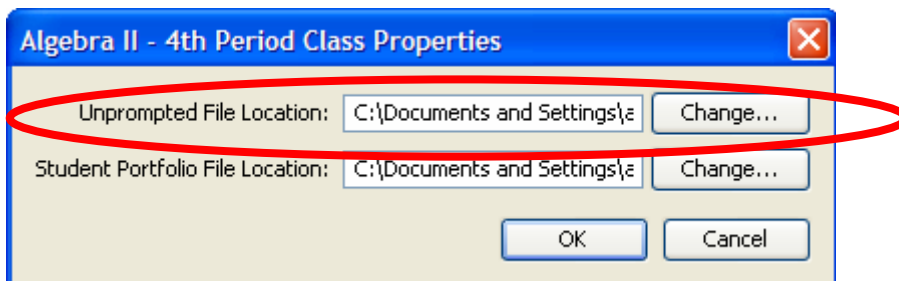 Algebra II - 4th Period Class Properties
Unprompted File Location: C:\Documents and Settings\a Change...
Student Portfolio File Location: C:\Documents and Settings\a Change...
OK Cancel